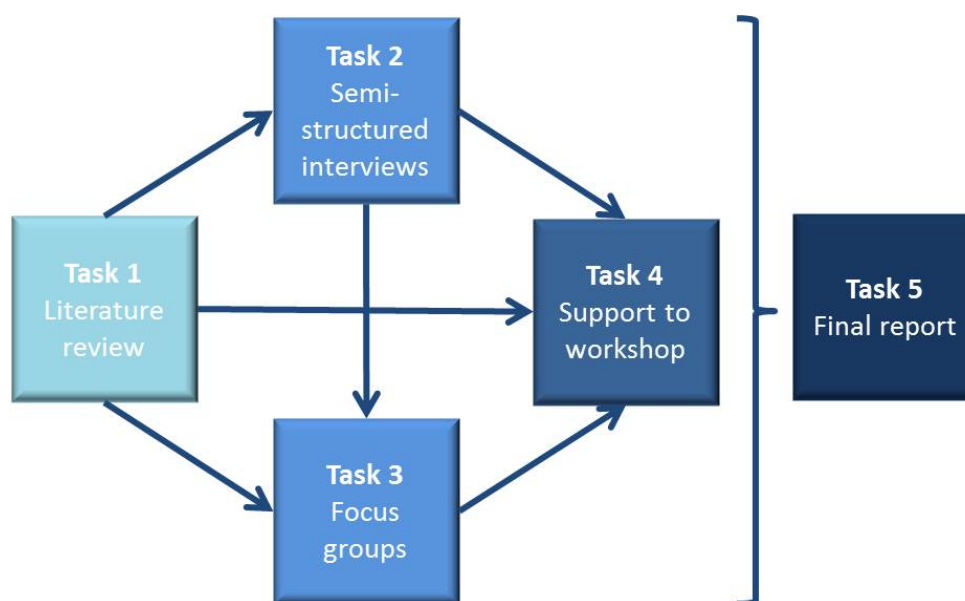 Task 1
Literature
review
Task 2
Semi-
structured
interviews
Task 3
Focus
groups
Task 4
Support to
workshop
Task 5
Final report